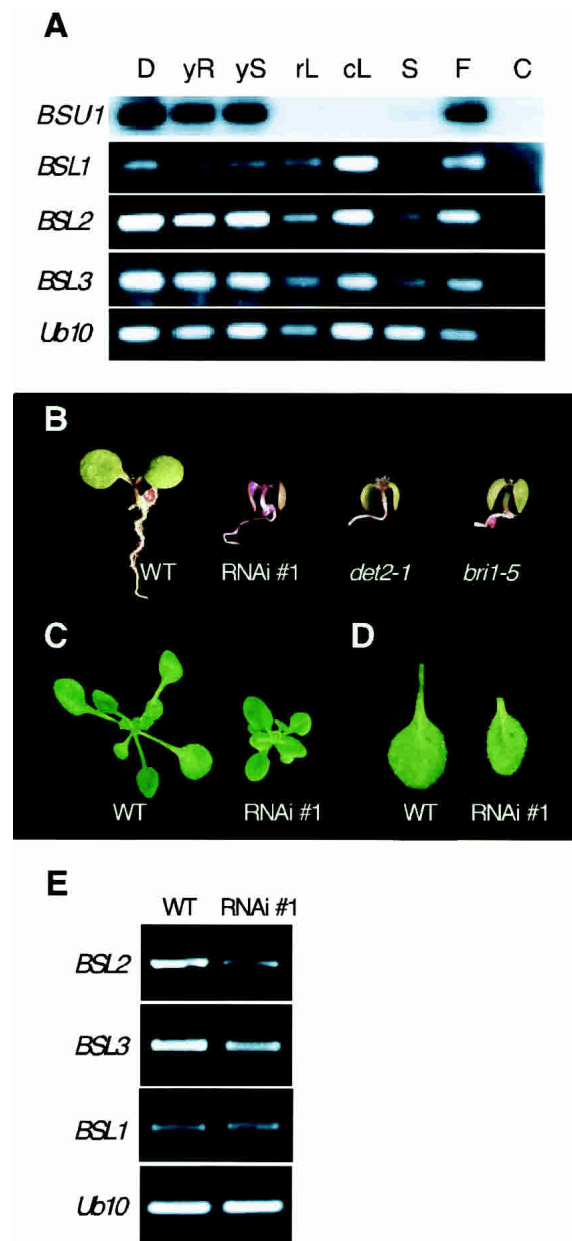 A
D yR yS rL cL S F C
BSU1
BSL1
BSL2
BSL3
Ub10
B
WT RNAi #1 det2-1 bri1-5
C D
WT RNAi #1 WT RNAi #1
E
WT RNAi #1
BSL2
BSL3
BSL1
Ub10